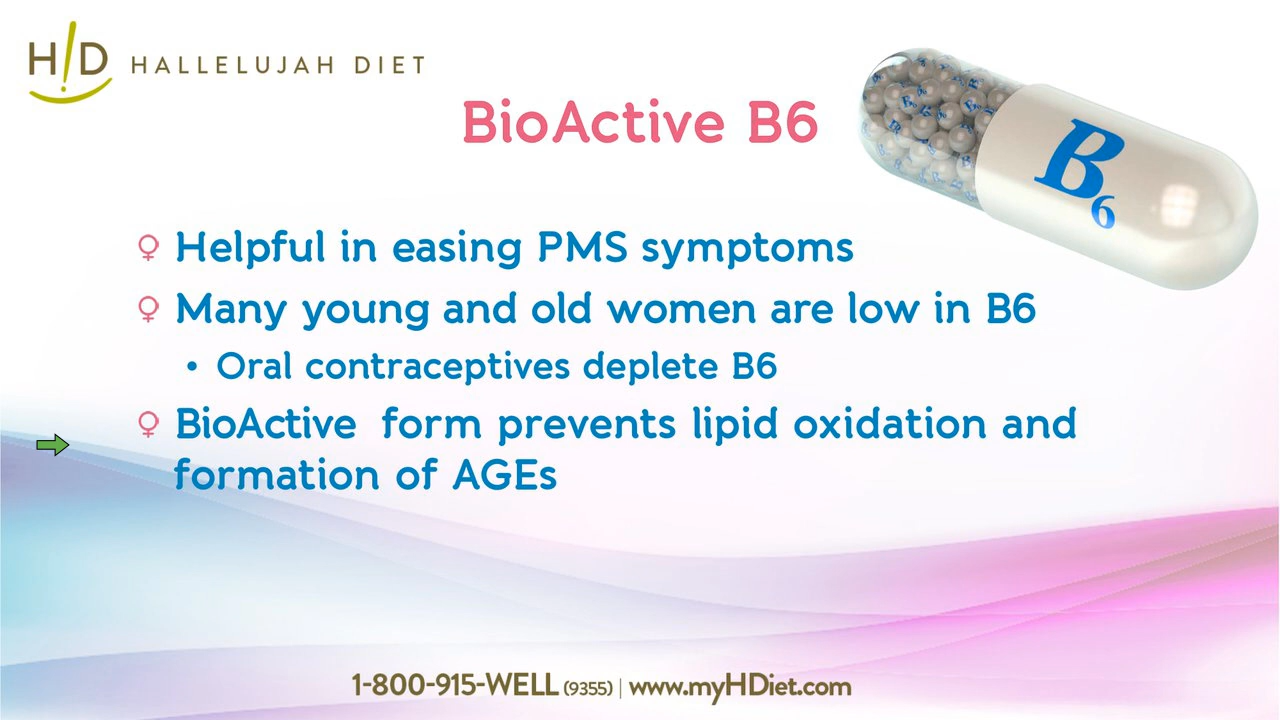 H!D HALLELUJAH DIET
BioActive B6
B6
♀ Helpful in easing PMS symptoms
♀ Many young and old women are low in B6
• Oral contraceptives deplete B6
♀ BioActive form prevents lipid oxidation and
formation of AGEs
1-800-915-WELL (9355) | www.myHDiet.com